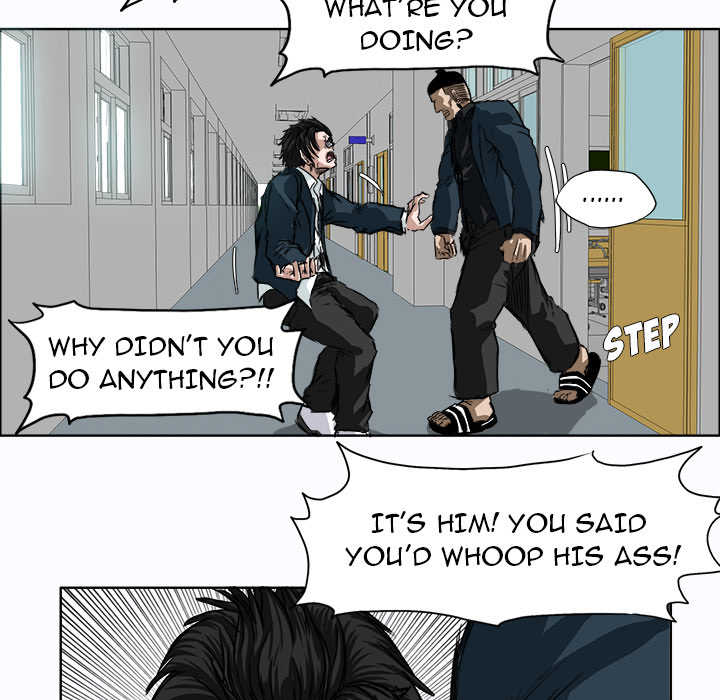 WHAT'RE YOU
DOING?
......
STEP
WHY DIDN'T YOU
DO ANYTHING?!!
IT'S HIM! YOU SAID
YOU'D WHOOP HIS ASS!